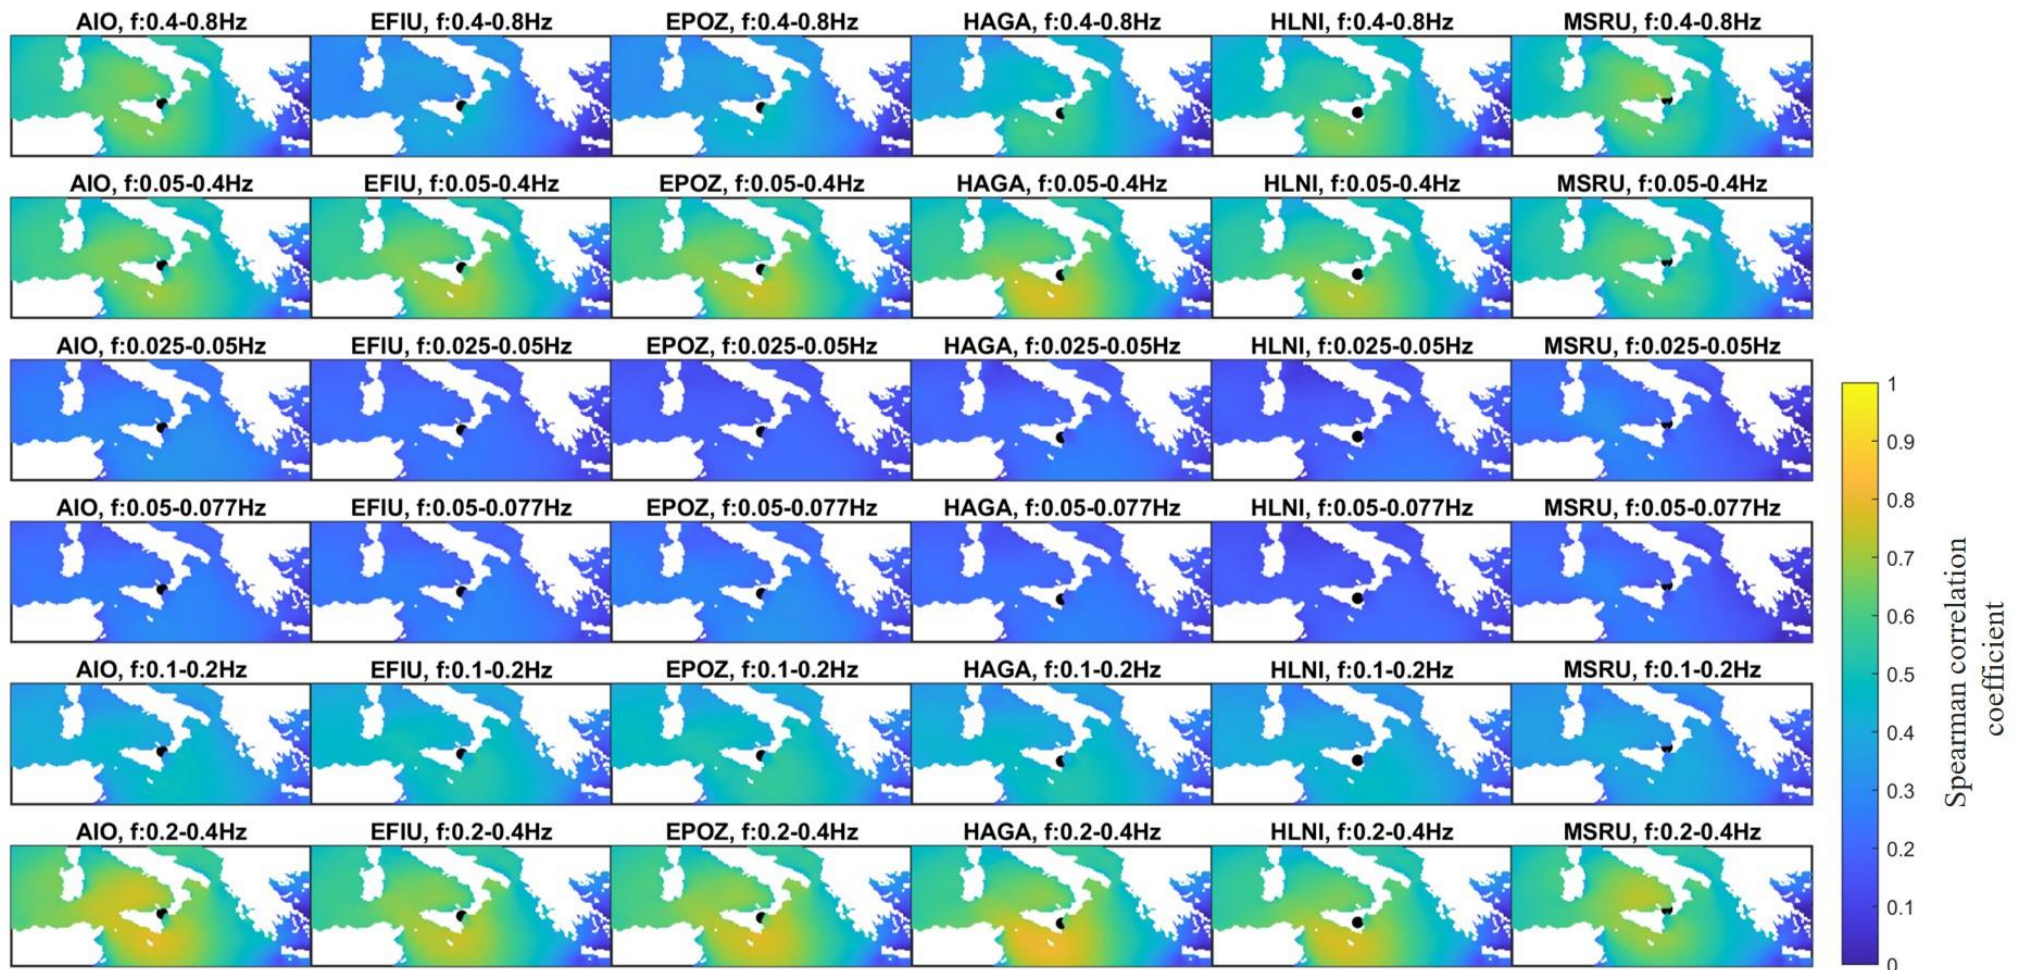 AIO, f:0.4-0.8Hz EFIU, f:0.4-0.8Hz EPOZ, f:0.4-0.8Hz HAGA, f:0.4-0.8Hz HLNI, f:0.4-0.8Hz MSRU, f:0.4-0.8Hz
AIO, f:0.05-0.4Hz EFIU, f:0.05-0.4Hz EPOZ, f:0.05-0.4Hz HAGA, f:0.05-0.4Hz HLNI, f:0.05-0.4Hz MSRU, f:0.05-0.4Hz
AIO, f:0.025-0.05Hz EFIU, f:0.025-0.05Hz EPOZ, f:0.025-0.05Hz HAGA, f:0.025-0.05Hz HLNI, f:0.025-0.05Hz MSRU, f:0.025-0.05Hz
AIO, f:0.05-0.077Hz EFIU, f:0.05-0.077Hz EPOZ, f:0.05-0.077Hz HAGA, f:0.05-0.077Hz HLNI, f:0.05-0.077Hz MSRU, f:0.05-0.077Hz
AIO, f:0.1-0.2Hz EFIU, f:0.1-0.2Hz EPOZ, f:0.1-0.2Hz HAGA, f:0.1-0.2Hz HLNI, f:0.1-0.2Hz MSRU, f:0.1-0.2Hz
AIO, f:0.2-0.4Hz EFIU, f:0.2-0.4Hz EPOZ, f:0.2-0.4Hz HAGA, f:0.2-0.4Hz HLNI, f:0.2-0.4Hz MSRU, f:0.2-0.4Hz
1
0.9
0.8
0.7
0.6
0.5
0.4
0.3
0.2
0.1
0
Spearman correlation
coefficient